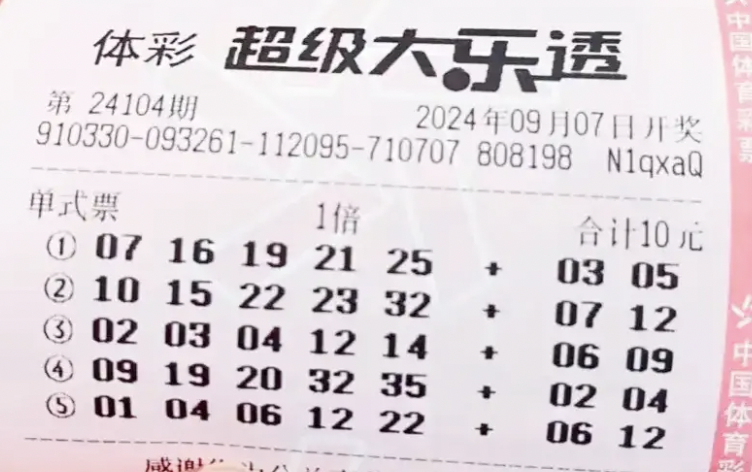 体彩 超级大乐透
第 24104期 2024年09月07日开奖
910330-093261-112095-710707 808198 N1qxaQ
单式票 1倍 合计10元
① 07 16 19 21 25 + 03 05
② 10 15 22 23 32 + 07 12
③ 02 03 04 12 14 + 06 09
④ 09 19 20 32 35 + 02 04
⑤ 01 04 06 12 22 + 06 12
感谢
中国体育彩票
中国体育彩